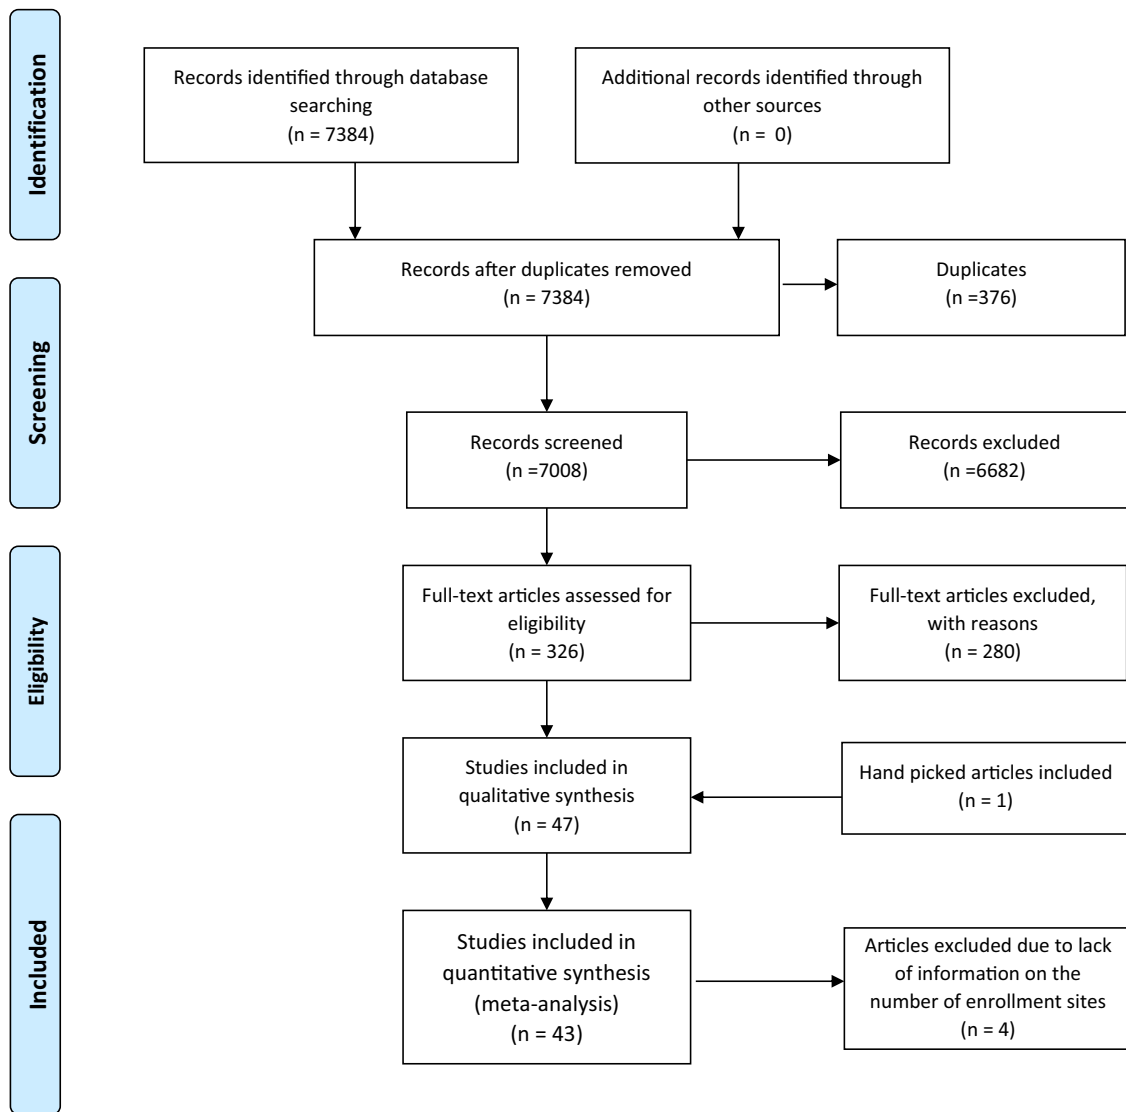 Identification
Records identified through database
searching
(n = 7384)
Additional records identified through
other sources
(n =  0)
Records after duplicates removed
(n = 7384)
Duplicates
(n =376)
Screening
Records screened
(n =7008)
Records excluded
(n =6682)
Eligibility
Full-text articles assessed for
eligibility
(n = 326)
Full-text articles excluded,
with reasons
(n = 280)
Studies included in
qualitative synthesis
(n = 47)
Hand picked articles included
(n = 1)
Included
Studies included in
quantitative synthesis
(meta-analysis)
(n = 43)
Articles excluded due to lack
of information on the
number of enrollment sites
(n = 4)